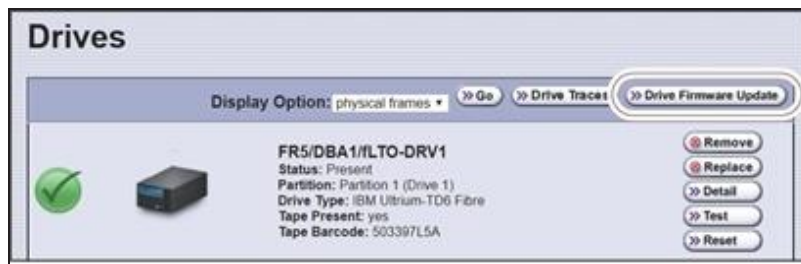 Drives
Display Option: physical frames Go Drive Traces Drive Firmware Update
FR5/DBA1/fLTO-DRV1
Status: Present
Partition: Partition 1 (Drive 1)
Drive Type: IBM Ultrium-TD6 Fibre
Tape Present: yes
Tape Barcode: 503397L5A
Remove
Replace
Detail
Test
Reset